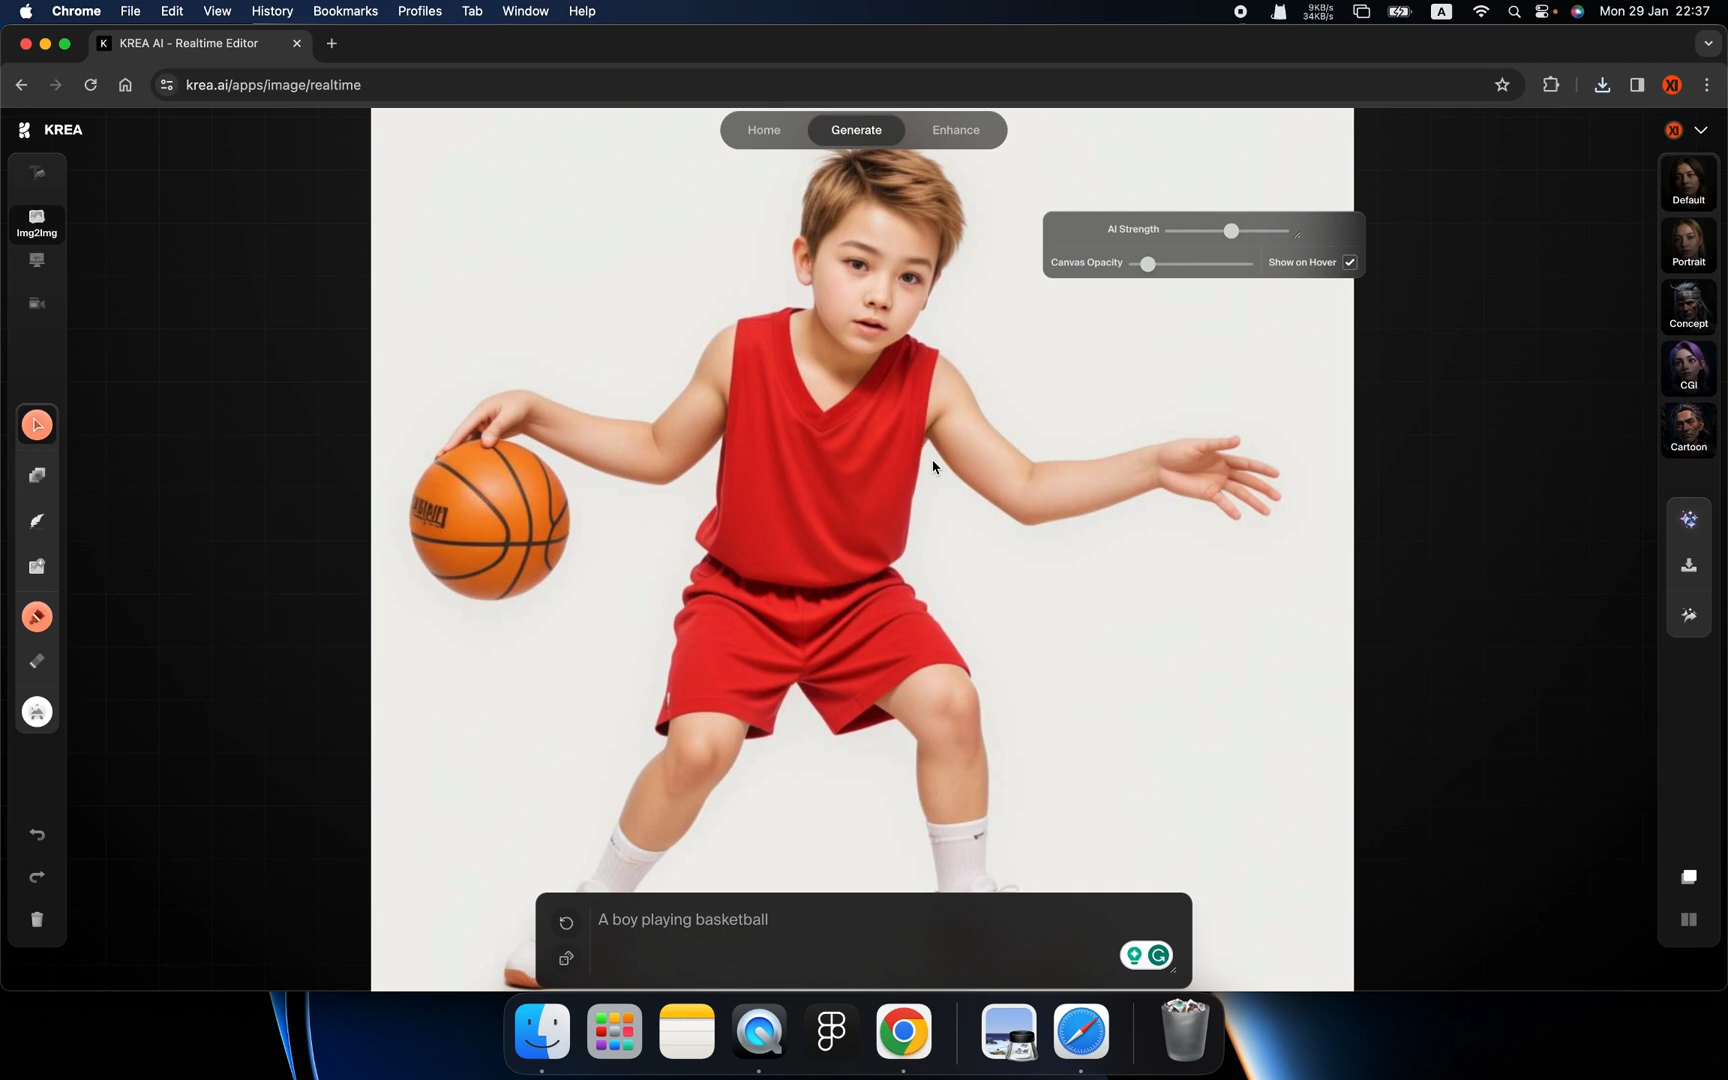 Chrome File Edit View History Bookmarks Profiles Tab Window Help
9KB/s
34KB/s
A
Mon 29 Jan 22:37
K KREA AI - Realtime Editor
krea.ai/apps/image/realtime
XI
KREA
Home Generate Enhance
XI
Img2Img
AI Strength
Canvas Opacity
Show on Hover
Default
Portrait
Concept
CGI
Cartoon
A boy playing basketball